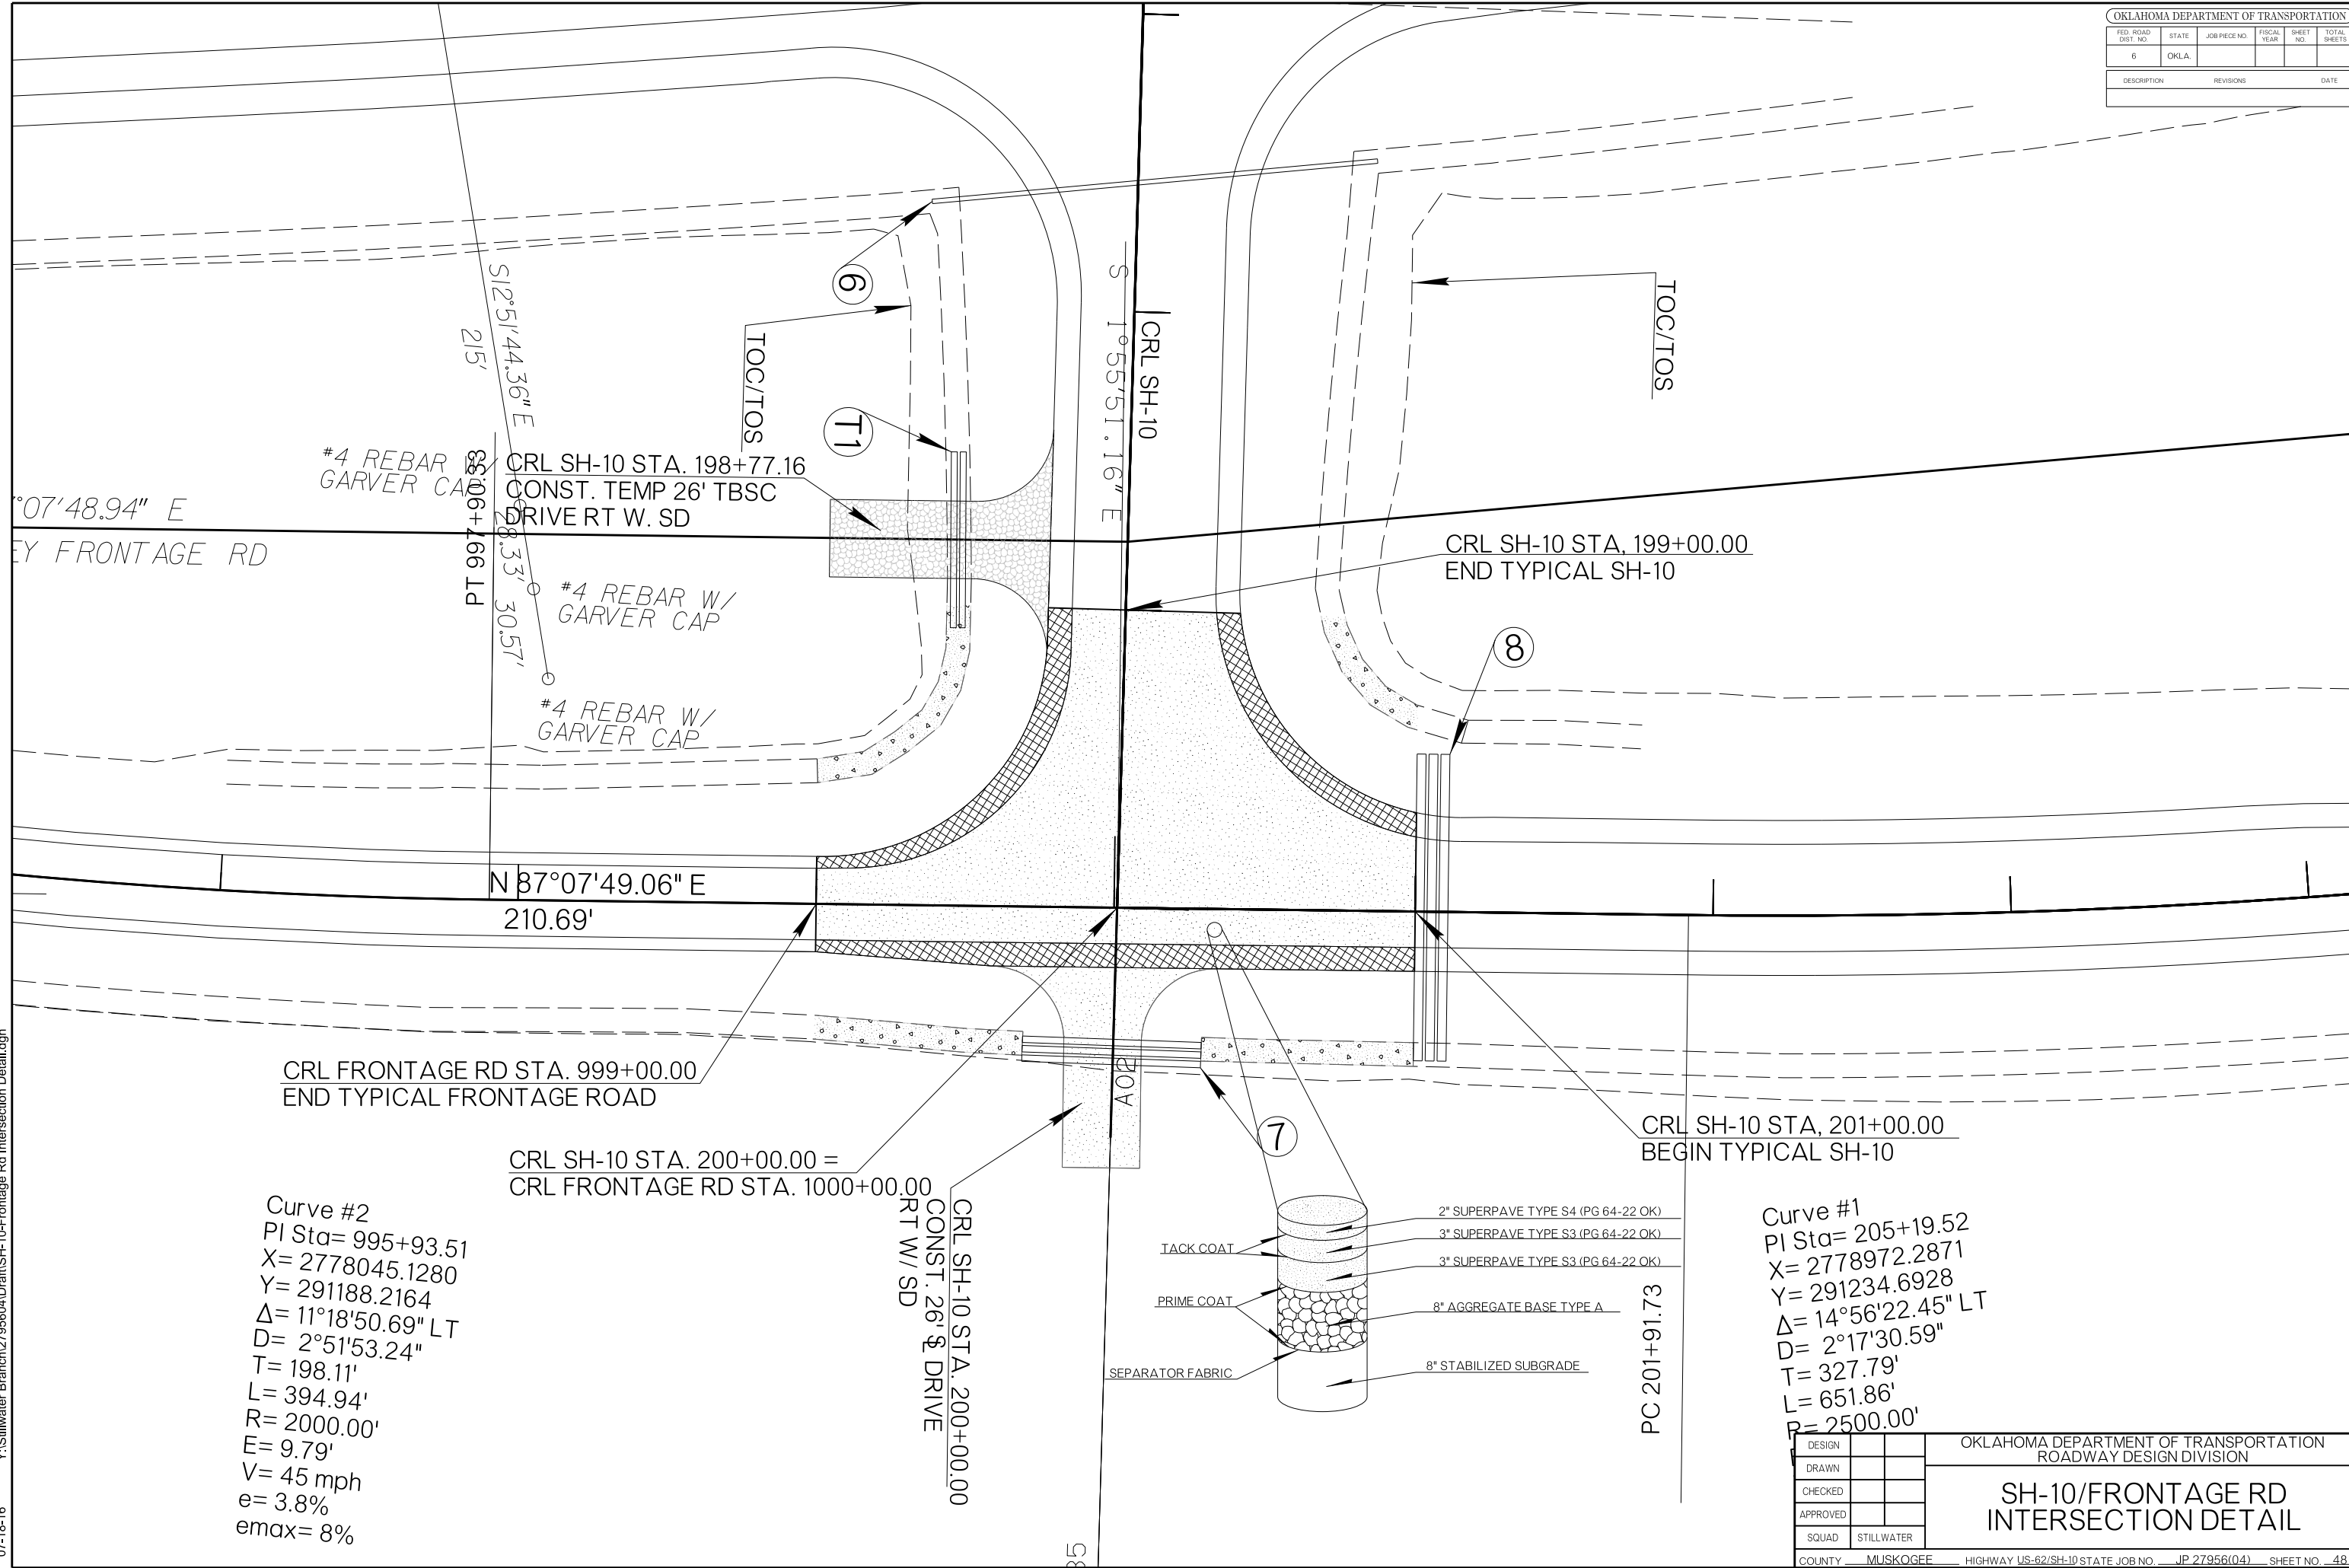 OKLAHOMA DEPARTMENT OF TRANSPORTATION
FED. ROAD DIST. NO.
STATE
JOB PIECE NO.
FISCAL YEAR
SHEET NO.
TOTAL SHEETS
6
OKLA.
DESCRIPTION
REVISIONS
DATE
S12°51'44.36" E
215'
6
TOC/TOS
T1
S 1°55'51.16" E
CRL SH-10
TOC/TOS
#4 REBAR W/
GARVER CAP
CRL SH-10 STA. 198+77.16
CONST. TEMP 26' TBSC
DRIVE RT W. SD
°07'48.94" E
EY FRONTAGE RD
PT 997+90.53
28.33'
30.57'
#4 REBAR W/
GARVER CAP
#4 REBAR W/
GARVER CAP
CRL SH-10 STA, 199+00.00
END TYPICAL SH-10
8
N 87°07'49.06" E
210.69'
CRL FRONTAGE RD STA. 999+00.00
END TYPICAL FRONTAGE ROAD
CRL SH-10 STA. 200+00.00 =
CRL FRONTAGE RD STA. 1000+00.00
20A
7
CRL SH-10 STA, 201+00.00
BEGIN TYPICAL SH-10
CRL SH-10 STA. 200+00.00
CONST. 26' SL DRIVE
RT W/ SD
Curve #2
PI Sta= 995+93.51
X= 2778045.1280
Y= 291188.2164
Δ= 11°18'50.69" LT
D= 2°51'53.24"
T= 198.11'
L= 394.94'
R= 2000.00'
E= 9.79'
V= 45 mph
e= 3.8%
emax= 8%
2" SUPERPAVE TYPE S4 (PG 64-22 OK)
3" SUPERPAVE TYPE S3 (PG 64-22 OK)
3" SUPERPAVE TYPE S3 (PG 64-22 OK)
8" AGGREGATE BASE TYPE A
8" STABILIZED SUBGRADE
TACK COAT
PRIME COAT
SEPARATOR FABRIC
PC 201+91.73
Curve #1
PI Sta= 205+19.52
X= 2778972.2871
Y= 291234.6928
Δ= 14°56'22.45" LT
D= 2°17'30.59"
T= 327.79'
L= 651.86'
R= 2500.00'
DESIGN
DRAWN
CHECKED
APPROVED
SQUAD STILLWATER
OKLAHOMA DEPARTMENT OF TRANSPORTATION
ROADWAY DESIGN DIVISION
SH-10/FRONTAGE RD
INTERSECTION DETAIL
COUNTY MUSKOGEE HIGHWAY US-62/SH-10 STATE JOB NO. JP 27956(04) SHEET NO. 48